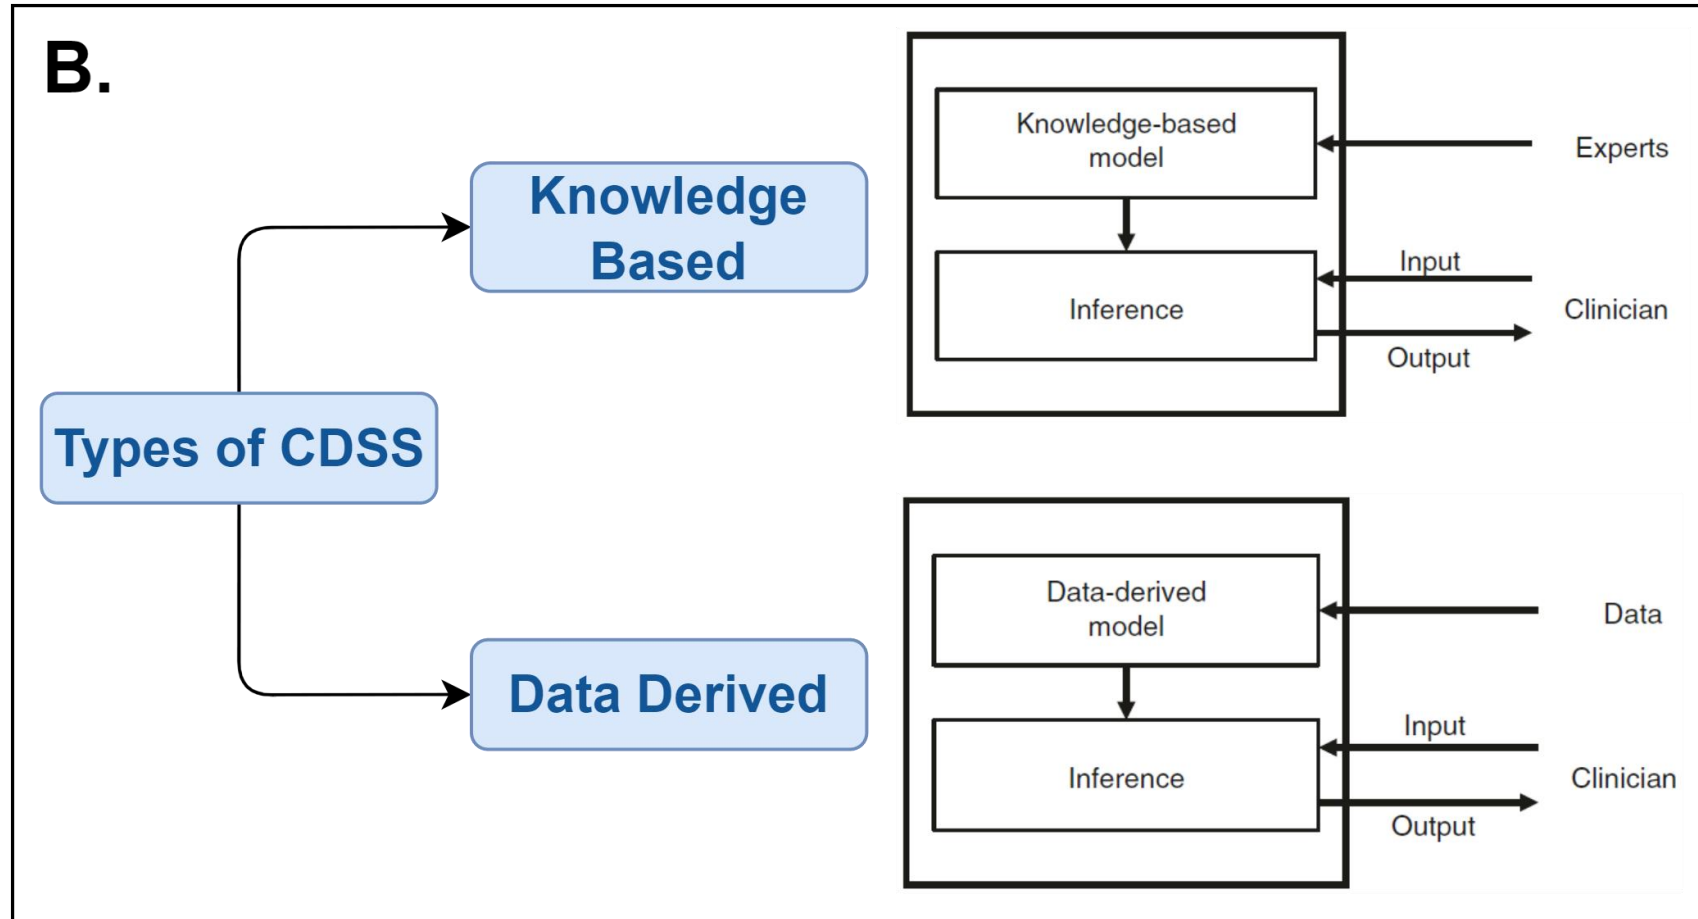 B.
Types of CDSS
Knowledge
Based
Knowledge-based
model
Experts
Inference
Input
Clinician
Output
Data Derived
Data-derived
model
Data
Inference
Input
Clinician
Output